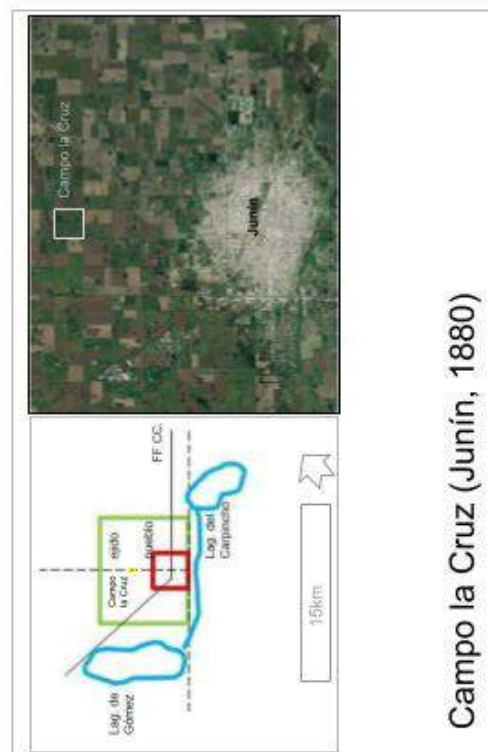 Campo la Cruz
Junín
FF CC.
ejido
pueblo
Campo
la Cruz
Lag. del
Carpincho
Lag. de
Gómez
15km
Campo la Cruz (Junín, 1880)